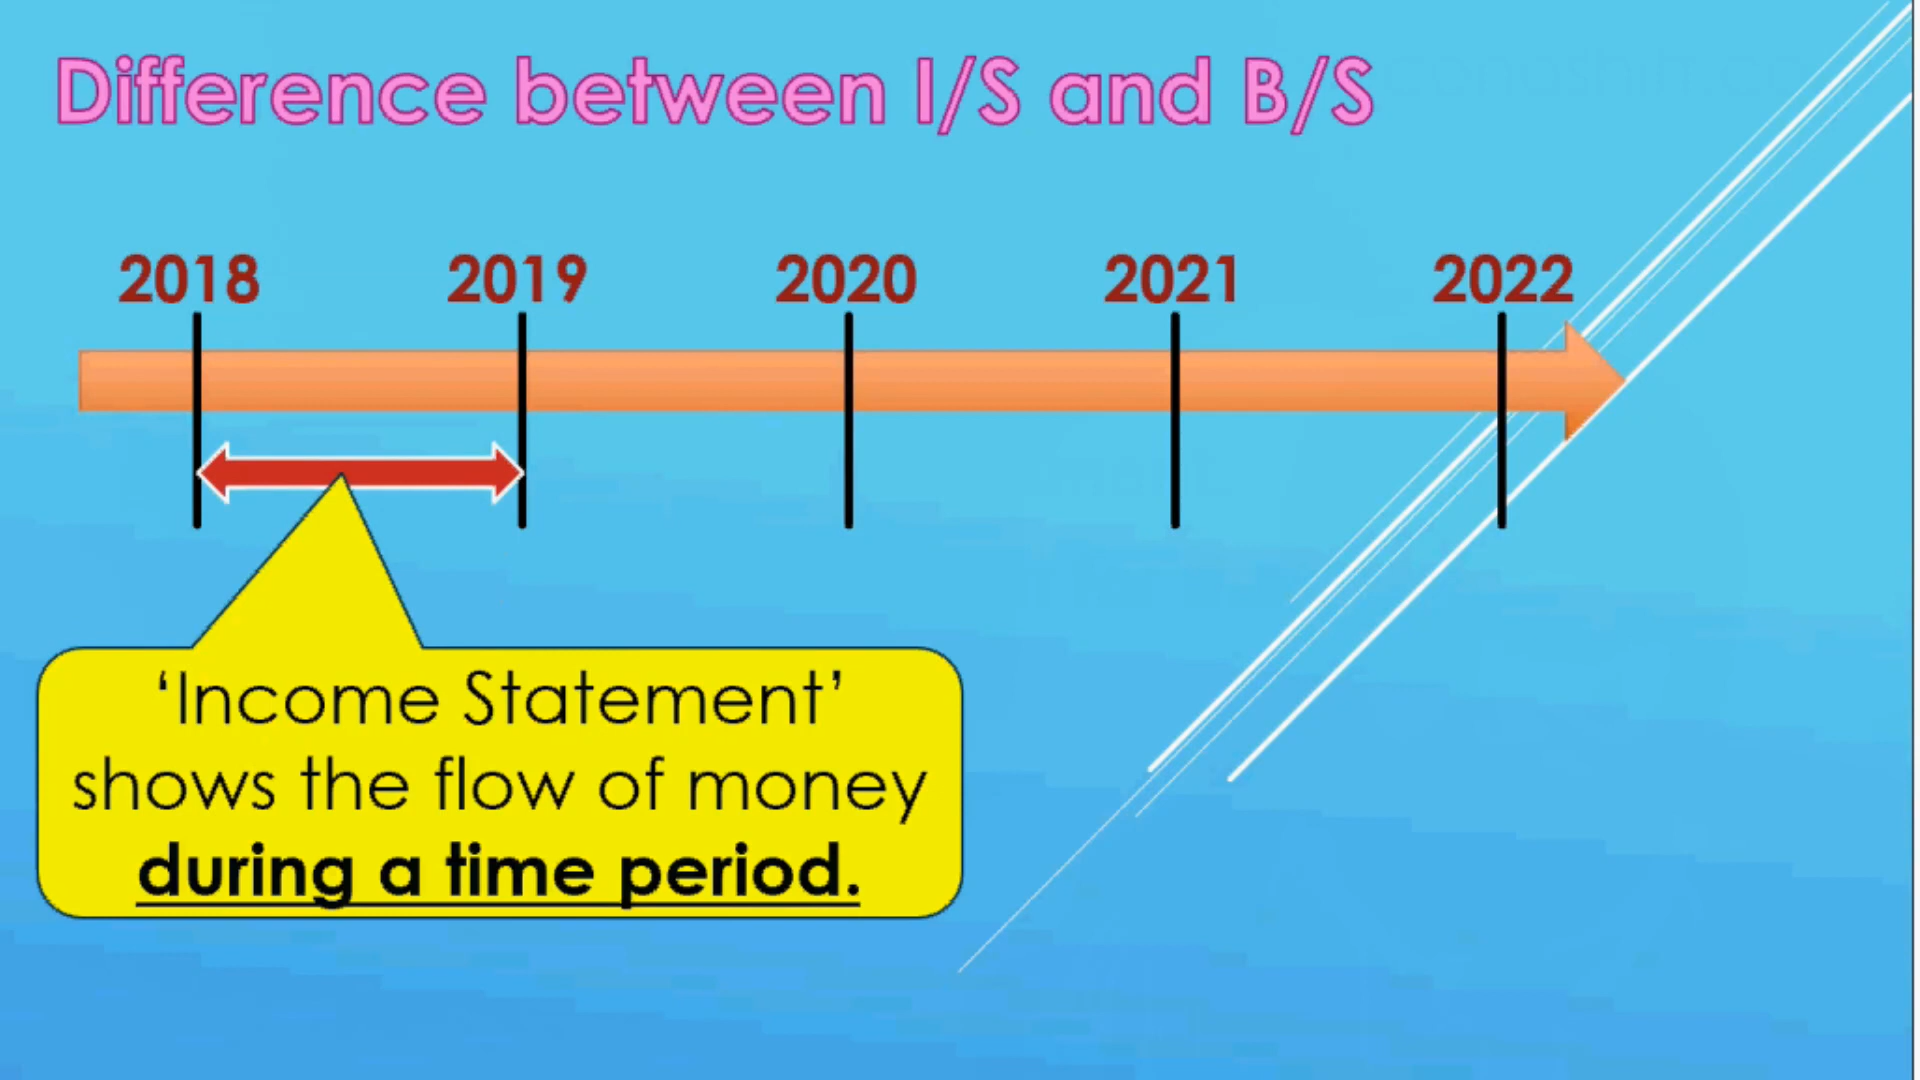 Difference between I/S and B/S
2018 2019 2020 2021 2022
‘Income Statement’
shows the flow of money
during a time period.